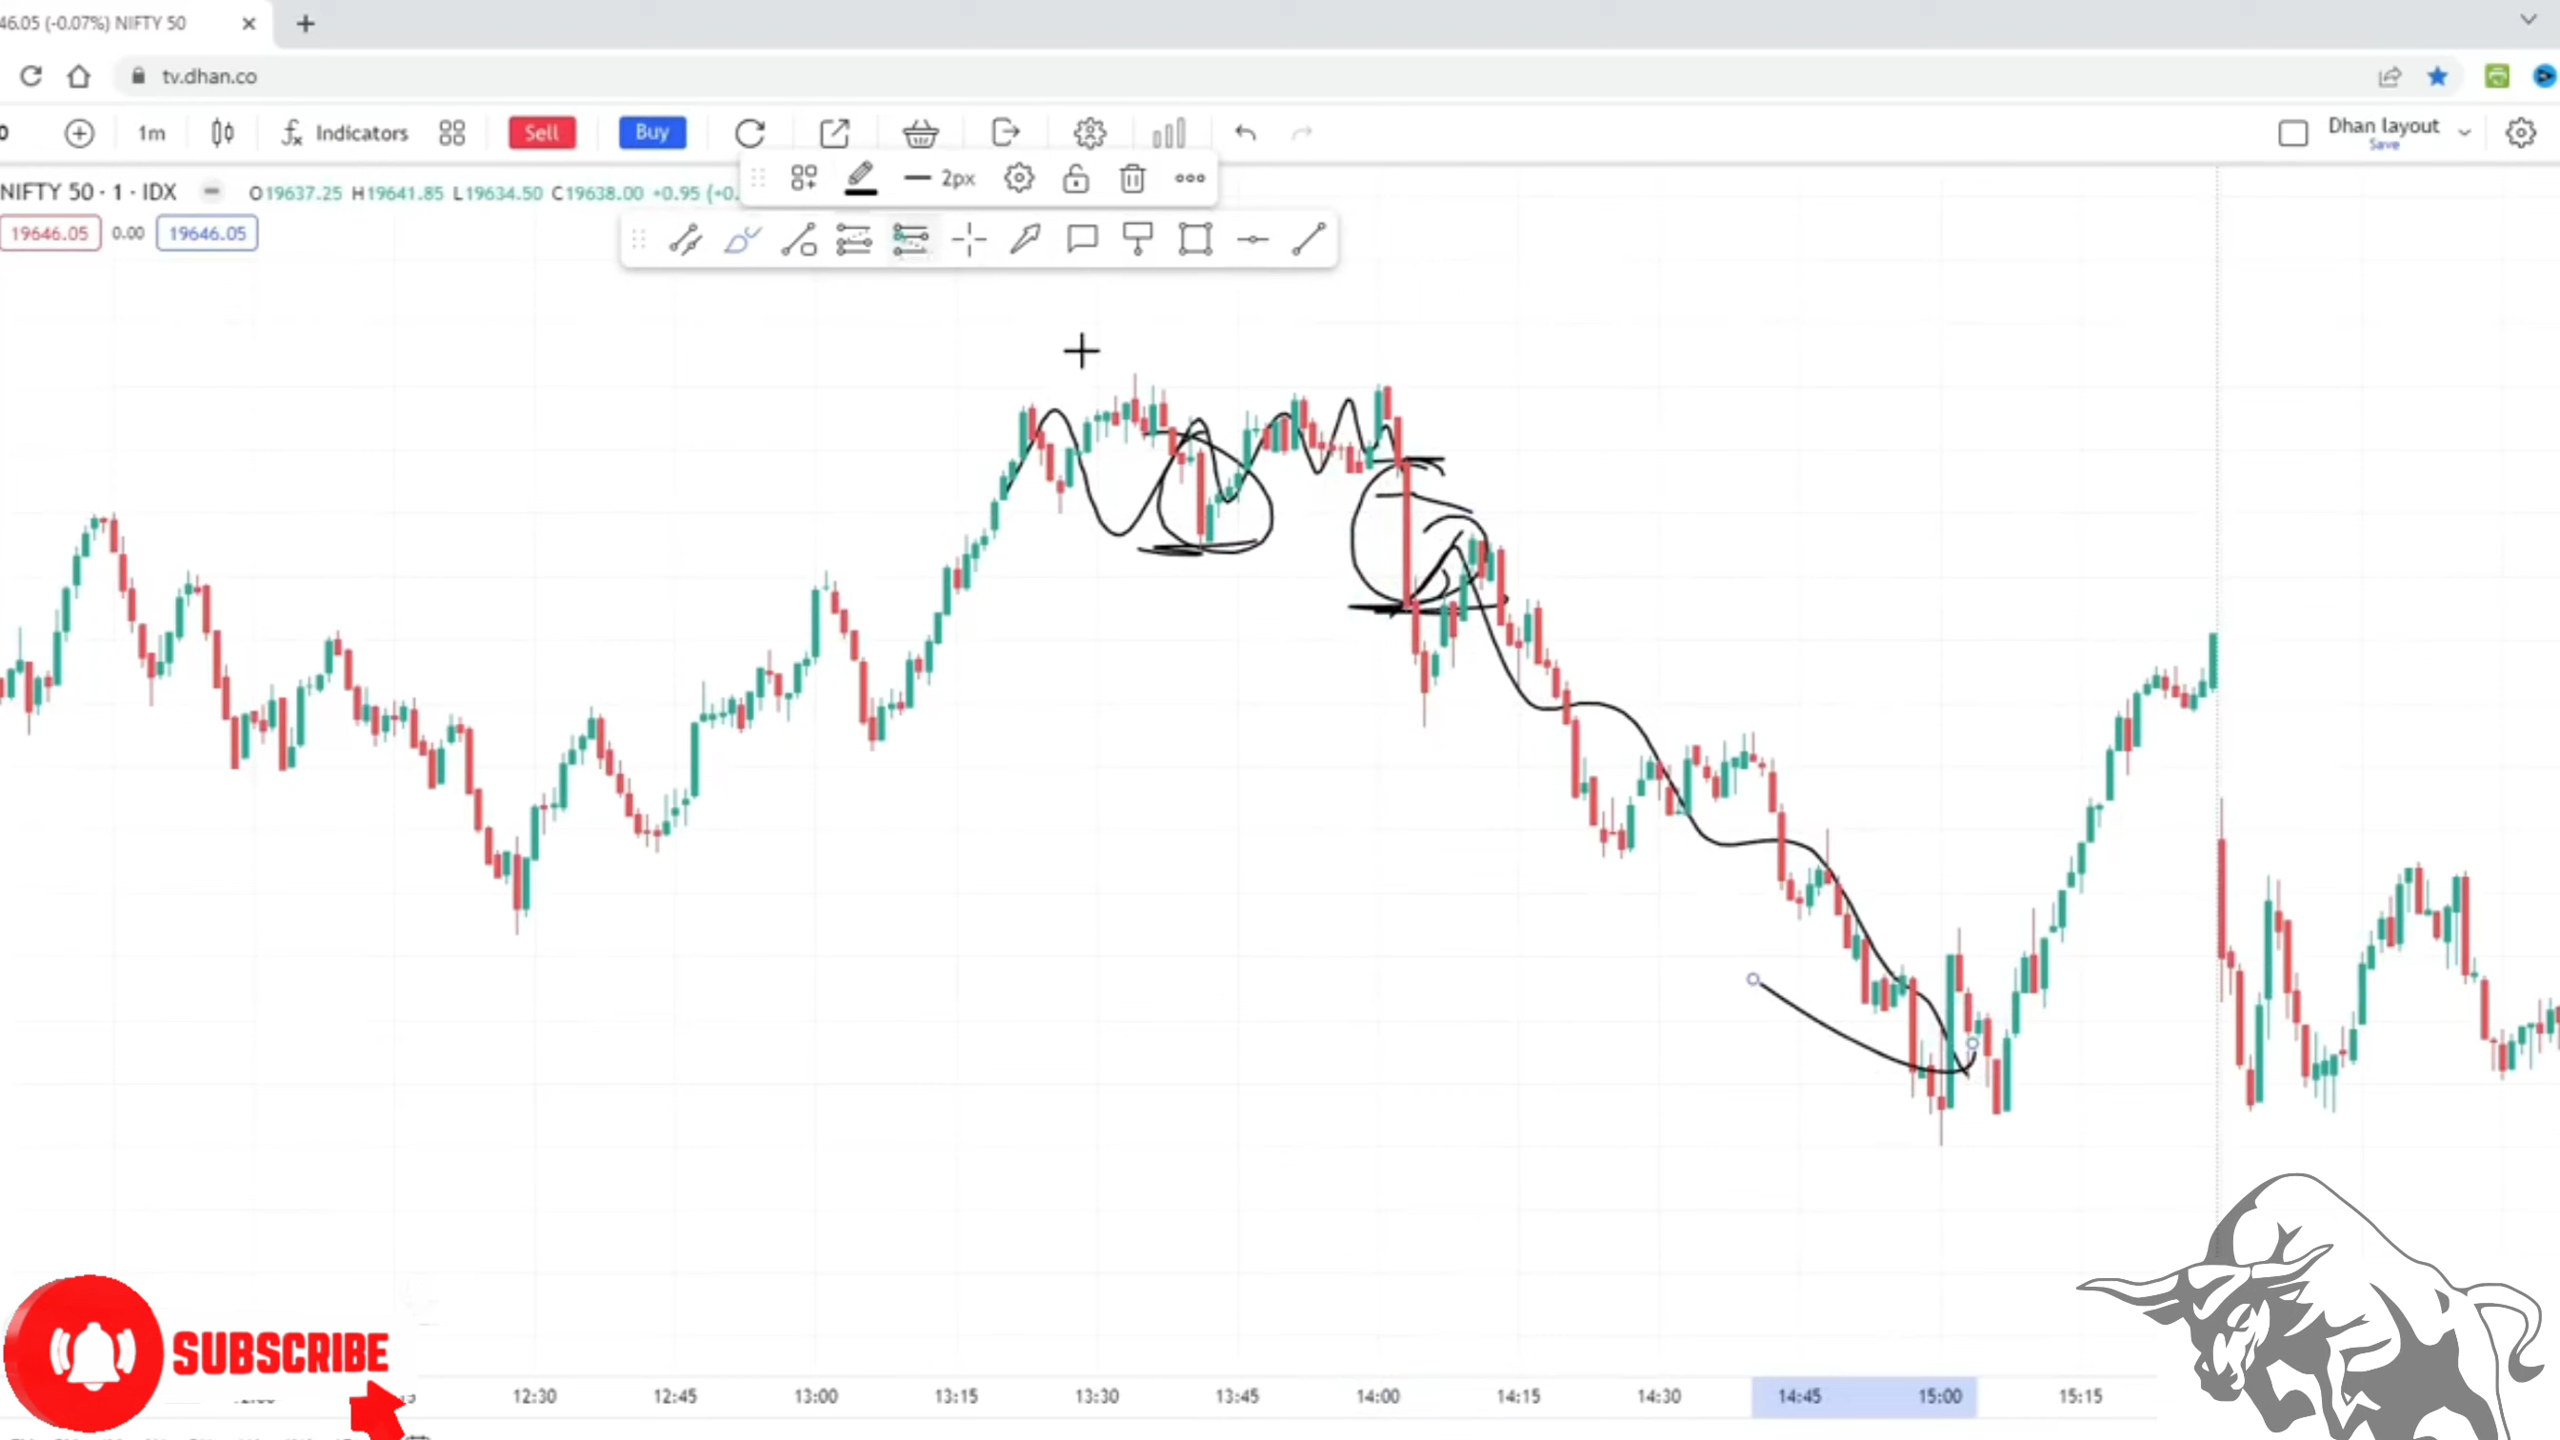 46.05 (-0.07%) NIFTY 50
tv.dhan.co
1m
Indicators
Sell
Buy
Dhan layout
Save
2px
NIFTY 50 · 1 · IDX O19637.25 H19641.85 L19634.50 C19638.00 +0.95 (+0.
19646.05 0.00 19646.05
SUBSCRIBE
12:30 12:45 13:00 13:15 13:30 13:45 14:00 14:15 14:30 14:45 15:00 15:15